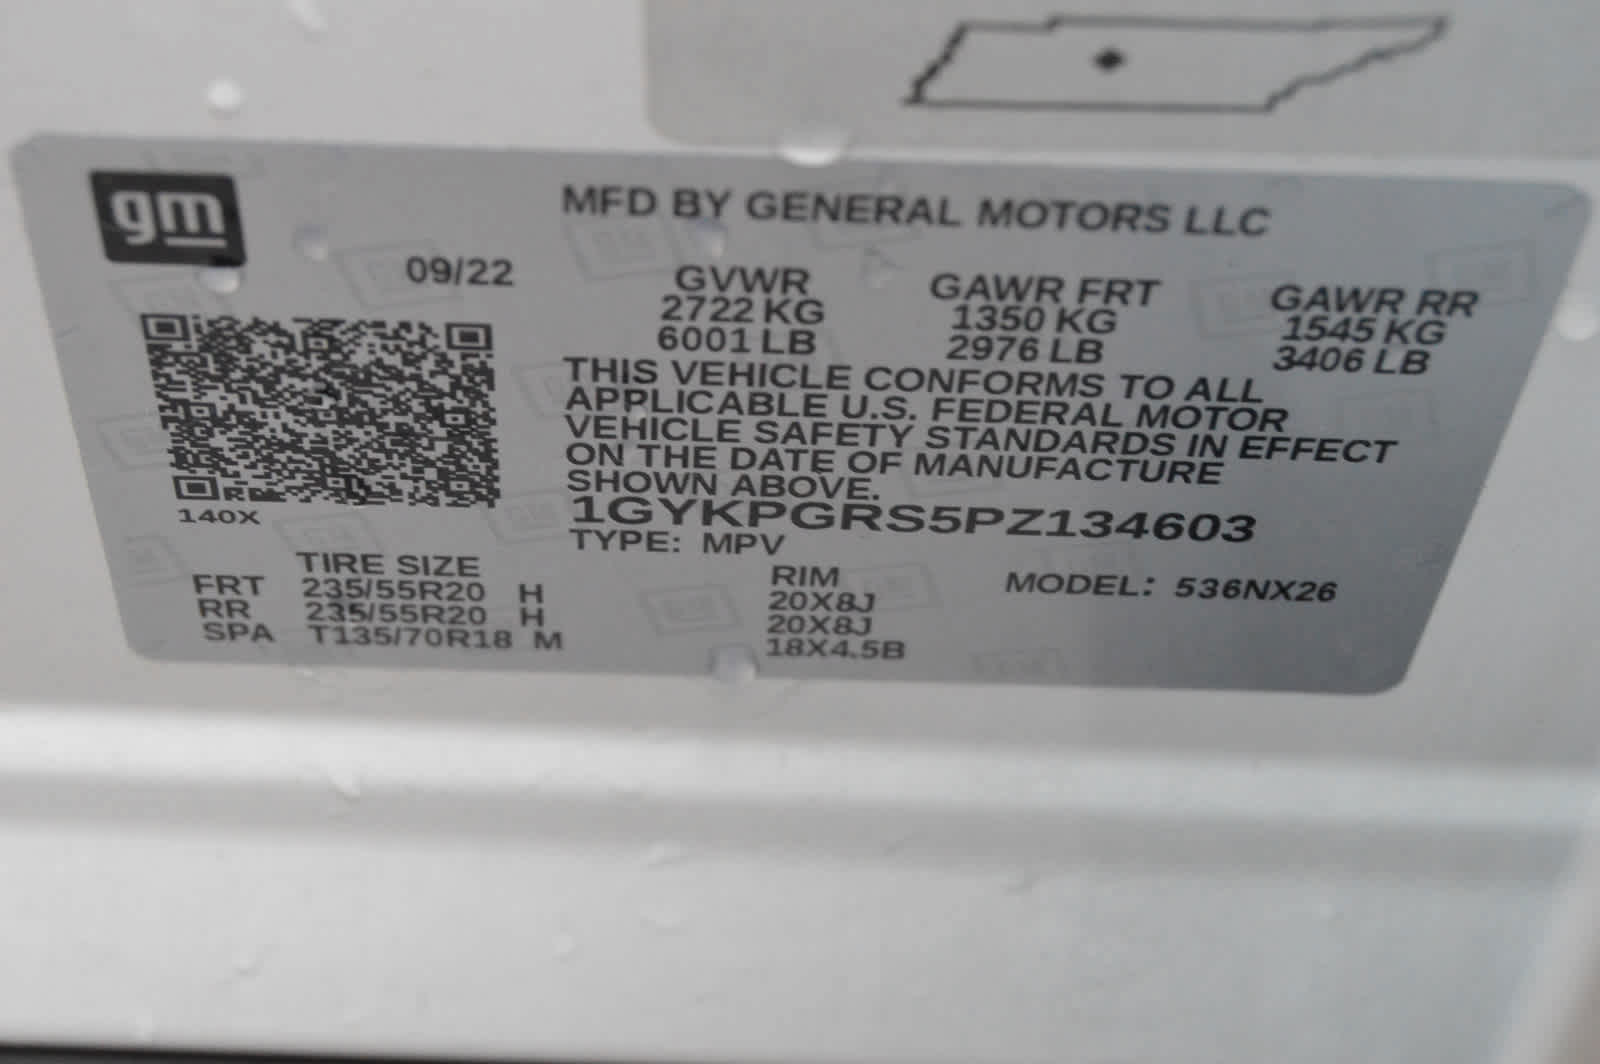 gm
MFD BY GENERAL MOTORS LLC
09/22
GVWR GAWR FRT GAWR RR
2722 KG 1350 KG 1545 KG
6001 LB 2976 LB 3406 LB
THIS VEHICLE CONFORMS TO ALL
APPLICABLE U.S. FEDERAL MOTOR
VEHICLE SAFETY STANDARDS IN EFFECT
ON THE DATE OF MANUFACTURE
SHOWN ABOVE.
1GYKPGRS5PZ134603
140X
TYPE: MPV
TIRE SIZE RIM MODEL: 536NX26
FRT 235/55R20 H 20X8J
RR 235/55R20 H 20X8J
SPA T135/70R18 M 18X4.5B